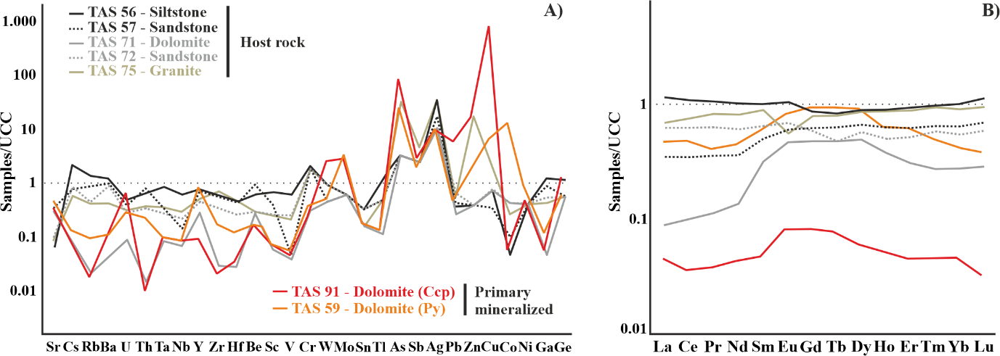 A)
1.000
100
10
1
0.1
0.01
Samples/UCC
TAS 56 - Siltstone
TAS 57 - Sandstone
TAS 71 - Dolomite
TAS 72 - Sandstone
TAS 75 - Granite
Host rock
TAS 91 - Dolomite (Ccp)
TAS 59 - Dolomite (Py)
Primary
mineralized
Sr Cs Rb Ba U Th Ta Nb Y Zr Hf Be Sc V Cr W Mo Sn Tl As Sb Ag Pb Zn Cu Co Ni Ga Ge
B)
1
0.1
0.01
Samples/UCC
La Ce Pr Nd Sm Eu Gd Tb Dy Ho Er Tm Yb Lu